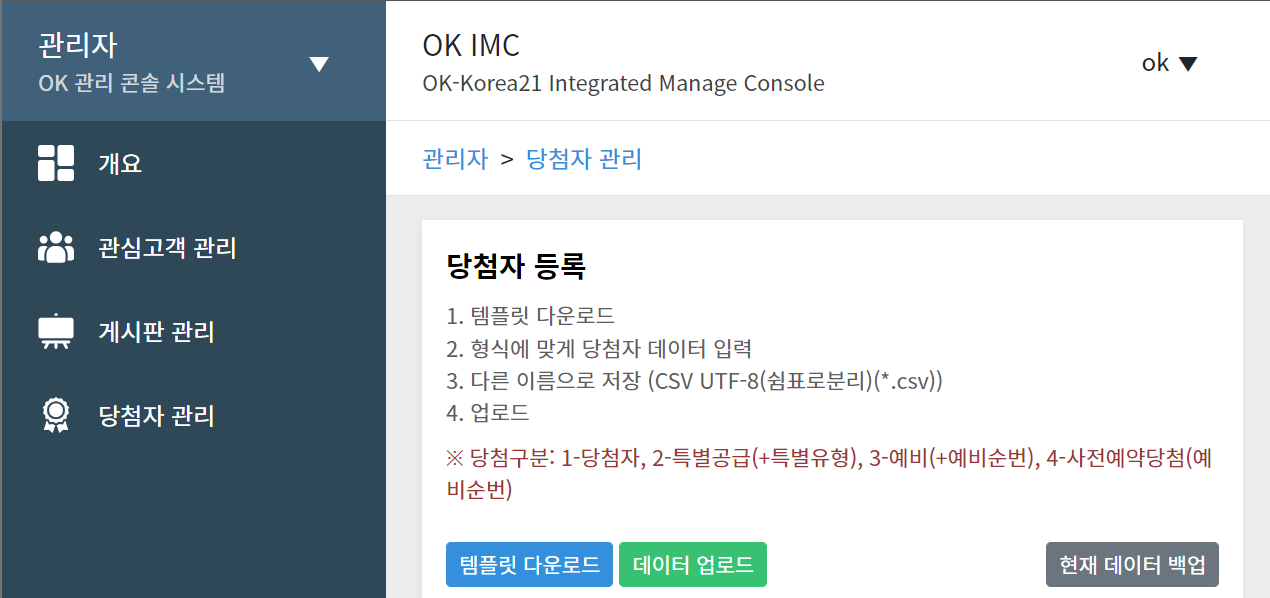 관리자
OK 관리 콘솔 시스템
▼
OK IMC
OK-Korea21 Integrated Manage Console
ok ▼
개요
관심고객 관리
게시판 관리
당첨자 관리
관리자 > 당첨자 관리
당첨자 등록
1. 템플릿 다운로드
2. 형식에 맞게 당첨자 데이터 입력
3. 다른 이름으로 저장 (CSV UTF-8(쉼표로분리)(*.csv))
4. 업로드
※ 당첨구분: 1-당첨자, 2-특별공급(+특별유형), 3-예비(+예비순번), 4-사전예약당첨(예
비순번)
템플릿 다운로드 데이터 업로드 현재 데이터 백업